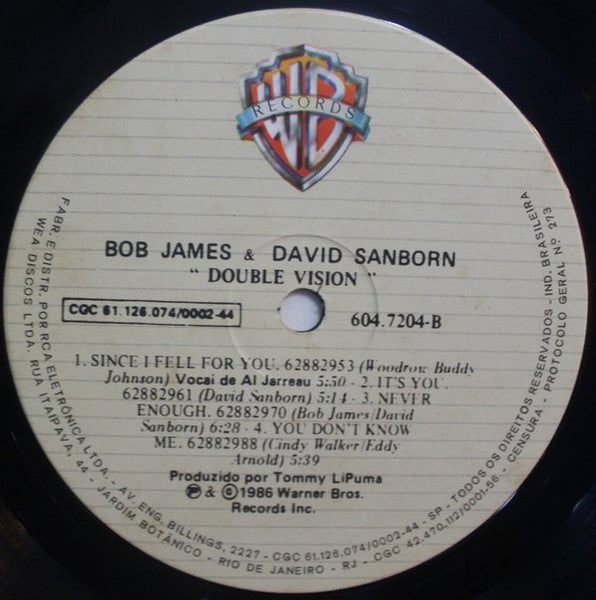 WB
RECORDS
BOB JAMES & DAVID SANBORN
" DOUBLE VISION "
CGC 61.126.074/0002-44
604.7204-B
1. SINCE I FELL FOR YOU. 62882953 (Woodrow Buddy
Johnson) Vocai de Al Jarreau 5:50 - 2. IT'S YOU.
62882961 (David Sanborn) 5:14 - 3. NEVER
ENOUGH. 62882970 (Bob James/David
Sanborn) 6:28 - 4. YOU DON'T KNOW
ME. 62882988 (Cindy Walker/Eddy
Arnold) 5:39
Produzido por Tommy LiPuma
℗ & © 1986 Warner Bros.
Records Inc.
FABR. E DISTR. POR RCA ELETRÔNICA LTDA. - AV. ENG. BILLINGS, 2227 - CGC 61.126.074/0002-44 - SP - TODOS OS DIREITOS RESERVADOS - IND. BRASILEIRA
WEA DISCOS LTDA. RUA ITAIPAVA, 44 - JARDIM BOTÂNICO - RIO DE JANEIRO - RJ - CGC 42.470.112/0001-56 - CENSURA - PROTOCOLO GERAL Nº 273